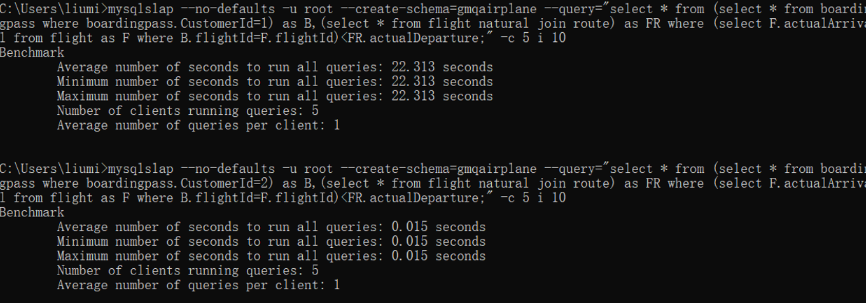 C:\Users\liumi>mysqlslap --no-defaults -u root --create-schema=gmqairplane --query="select * from (select * from boardin
gpass where boardingpass.CustomerId=1) as B,(select * from flight natural join route) as FR where (select F.actualArriva
l from flight as F where B.flightId=F.flightId)<FR.actualDeparture;" -c 5 i 10
Benchmark
Average number of seconds to run all queries: 22.313 seconds
Minimum number of seconds to run all queries: 22.313 seconds
Maximum number of seconds to run all queries: 22.313 seconds
Number of clients running queries: 5
Average number of queries per client: 1
C:\Users\liumi>mysqlslap --no-defaults -u root --create-schema=gmqairplane --query="select * from (select * from boardin
gpass where boardingpass.CustomerId=2) as B,(select * from flight natural join route) as FR where (select F.actualArriva
l from flight as F where B.flightId=F.flightId)<FR.actualDeparture;" -c 5 i 10
Benchmark
Average number of seconds to run all queries: 0.015 seconds
Minimum number of seconds to run all queries: 0.015 seconds
Maximum number of seconds to run all queries: 0.015 seconds
Number of clients running queries: 5
Average number of queries per client: 1